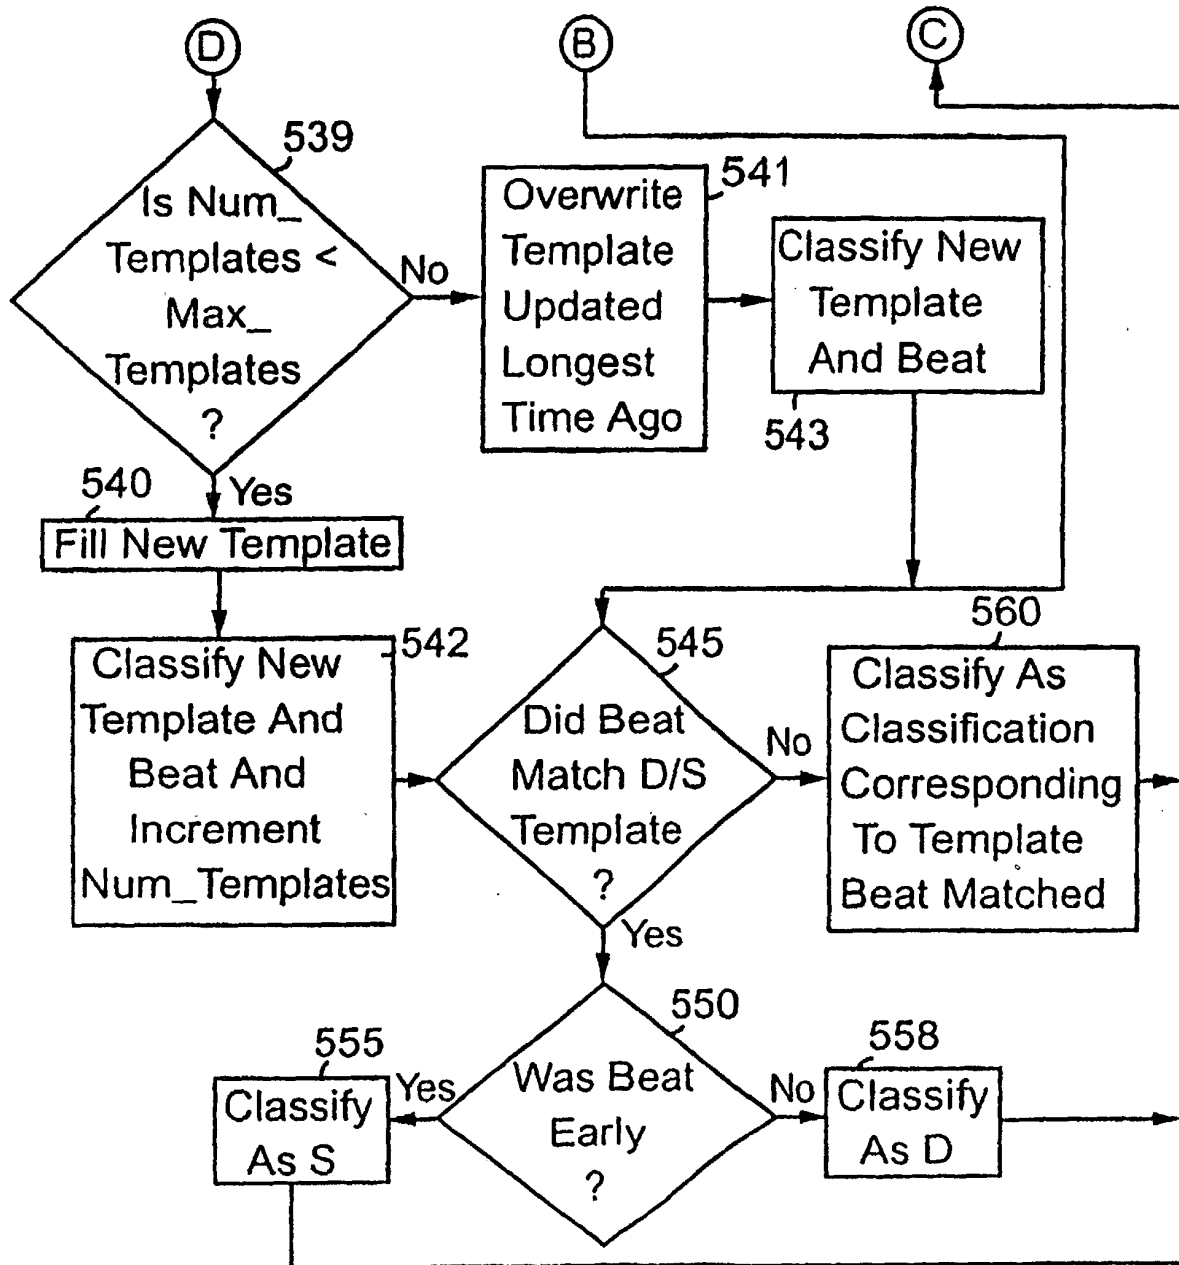 D
B
C
539
Is Num_
Templates <
Max_
Templates
?
No
Yes
541
Overwrite
Template
Updated
Longest
Time Ago
Classify New
Template
And Beat
543
540
Fill New Template
542
Classify New
Template And
Beat And
Increment
Num_Templates
545
Did Beat
Match D/S
Template
?
No
Yes
560
Classify As
Classification
Corresponding
To Template
Beat Matched
550
Was Beat
Early
?
Yes
No
555
Classify
As S
558
Classify
As D